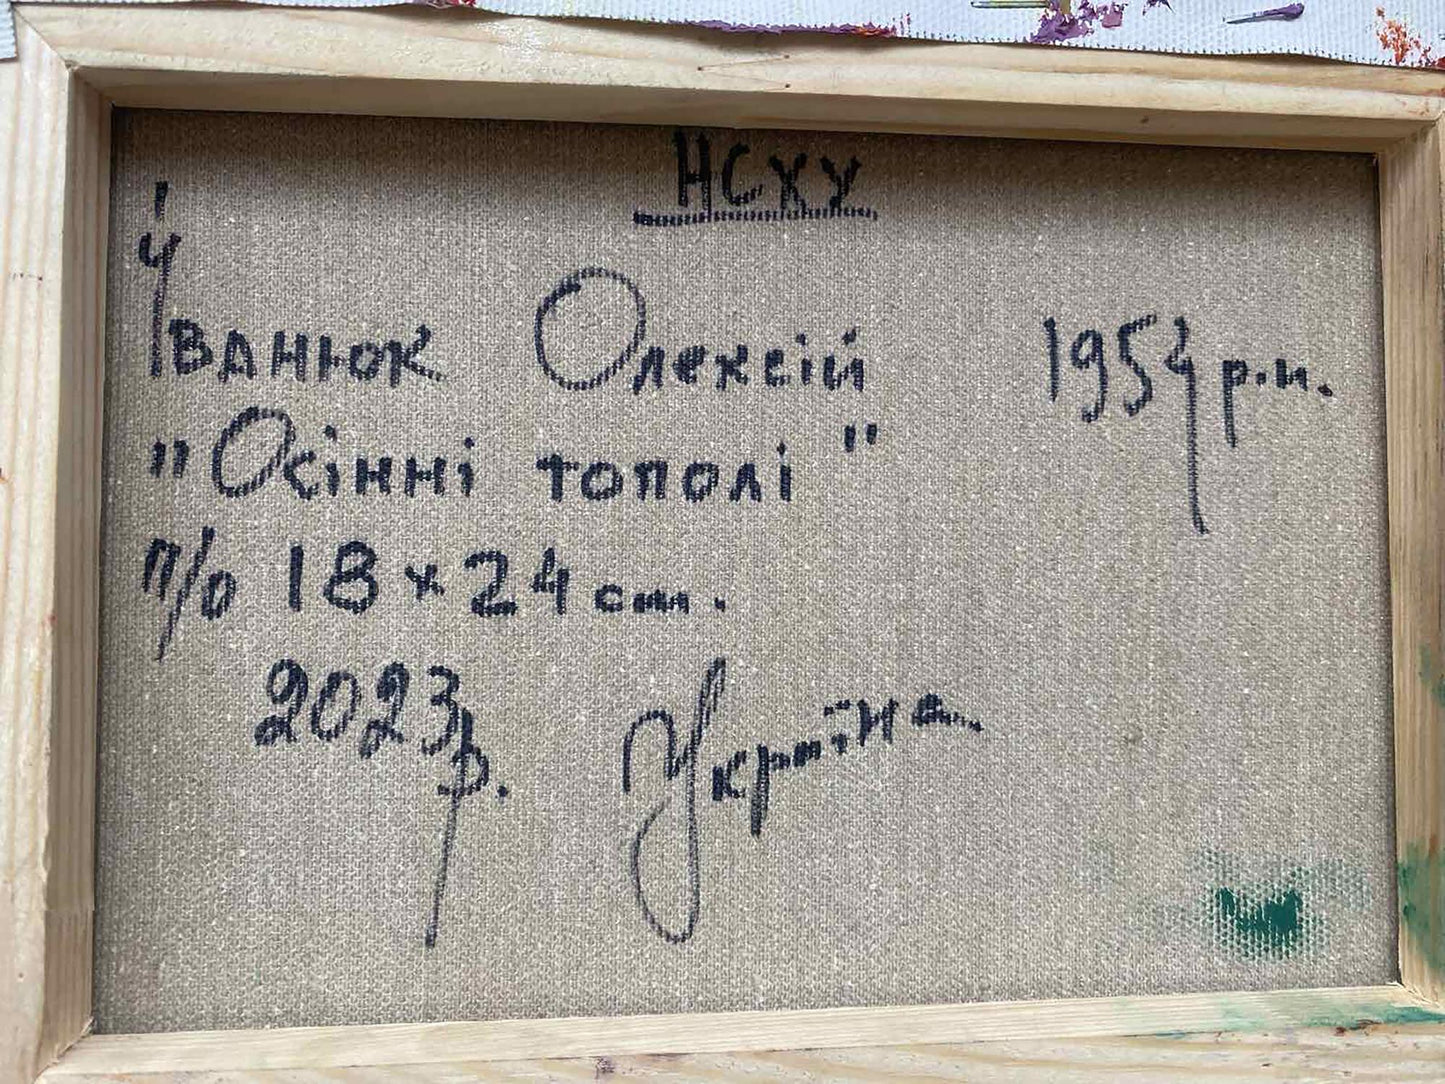 НСХУ
Іванюк Олексій 1954 р.н.
"Осінні тополі"
п/о 18 × 24 см.
2023 р. Україна